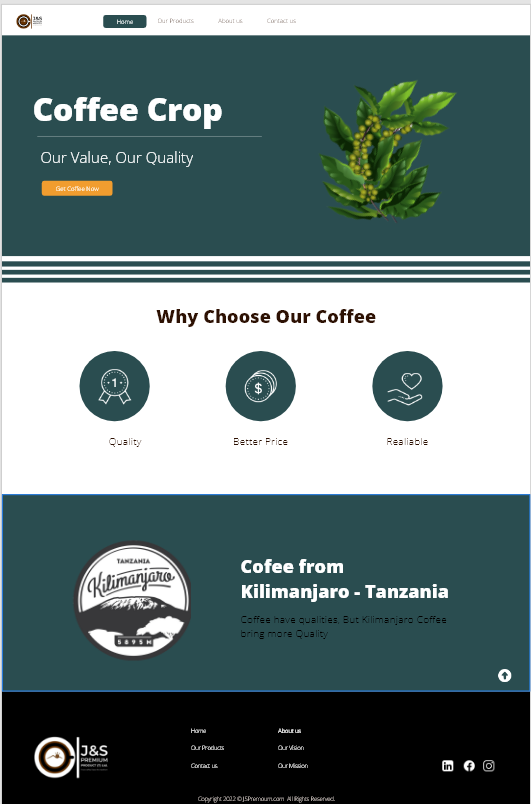 J&S
Home Our Products About us Contact us
Coffee Crop
Our Value, Our Quality
Get Coffee Now
Why Choose Our Coffee
1
$
Quality Better Price Realiable
TANZANIA
Kilimanjaro
5895M
Cofee from
Kilimanjaro - Tanzania
Coffee have qualities, But Kilimanjaro Coffee
bring more Quality
J&S
PREMIUM
Home About us
Our Products Our Vision
Contact us Our Mission
in f
Copyright 2022 © JSPremoum.com All Rights Reserved.